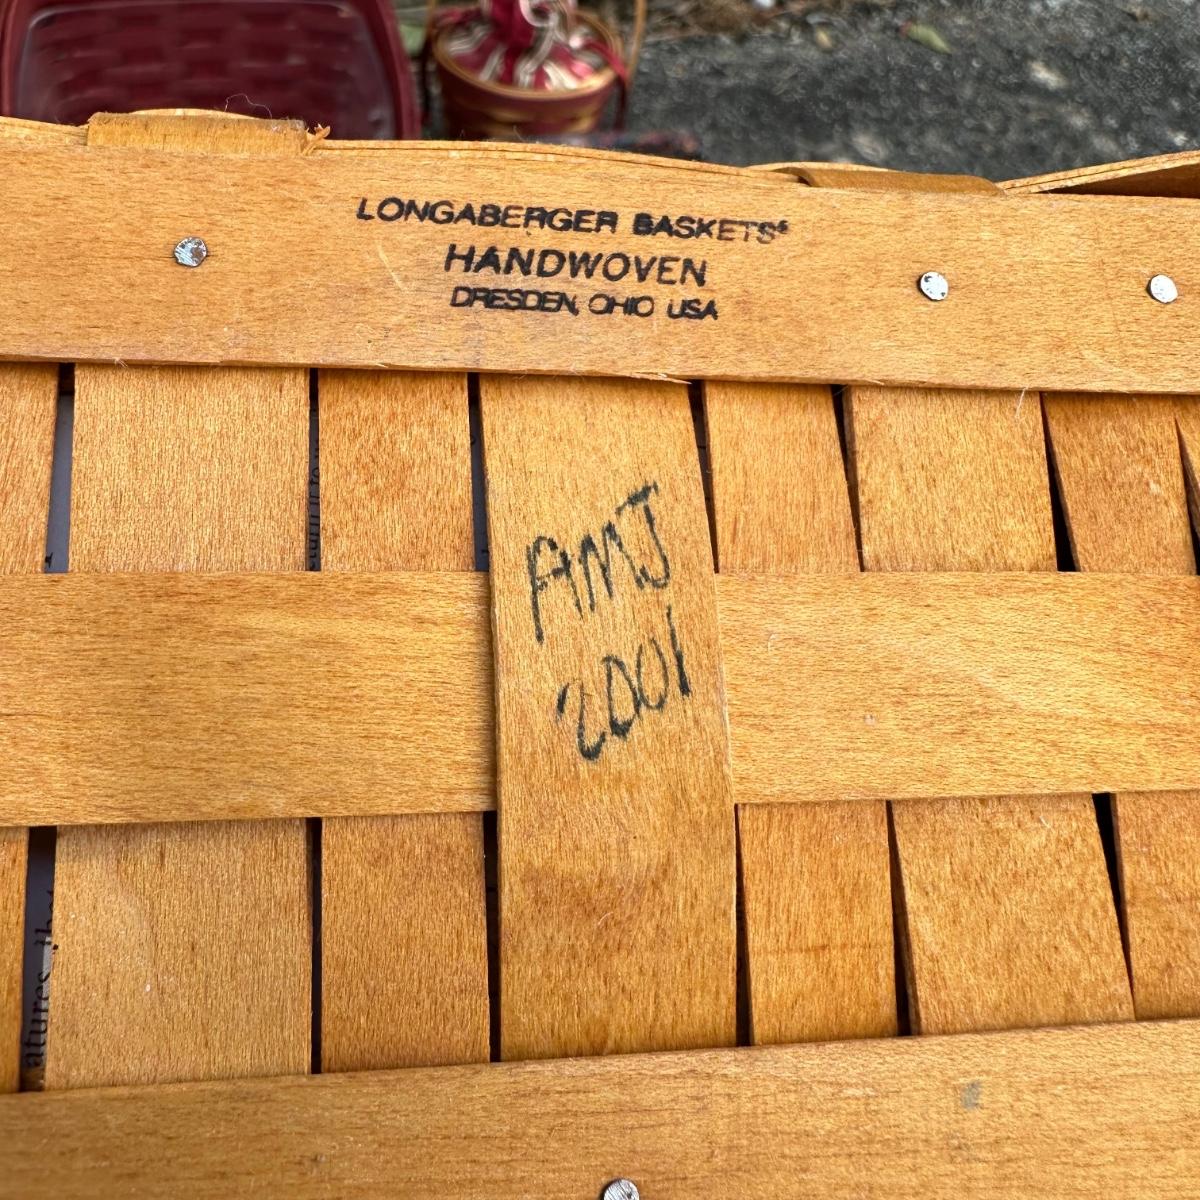 LONGABERGER BASKETS®
HANDWOVEN
DRESDEN, OHIO USA
AMJ
2001